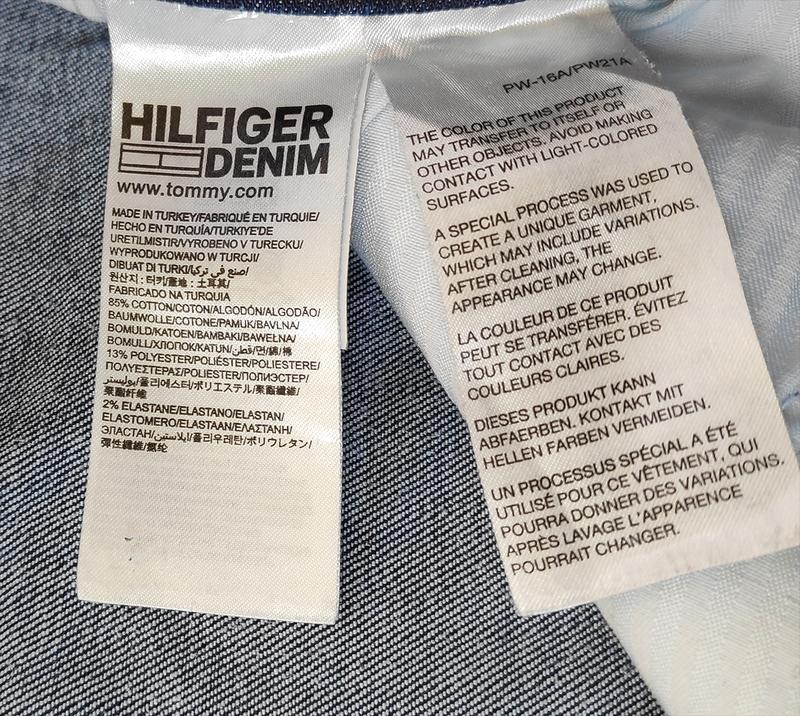 HILFIGER
DENIM
www.tommy.com
MADE IN TURKEY/FABRIQUÉ EN TURQUIE/
HECHO EN TURQUÍA/TURKIYE'DE
URETILMISTIR/VYROBENO V TURECKU/
WYPRODUKOWANO W TURCJI/
DIBUAT DI TURKI/صنع في تركيا/
원산지 : 터키/產地 : 土耳其/
FABRICADO NA TURQUIA
85% COTTON/COTON/ALGODÓN/ALGODÃO/
BAUMWOLLE/COTONE/PAMUK/BAVLNA/
BOMULD/KATOEN/BAMBAKI/BAWEŁNA/
BOMULL/ХЛОПОК/KATUN/قطن/면/綿/棉
13% POLYESTER/POLIÉSTER/POLIESTERE/
ΠΟΛΥΕΣΤΕΡΑΣ/POLIESTER/ПОЛИЭСТЕР/
بوليستر/폴리에스터/ポリエステル/聚酯纖維/
聚酯纤维
2% ELASTANE/ELASTANO/ELASTAN/
ELASTOMERO/ELASTAAN/ΕΛΑΣΤΑΝΗ/
ЭЛАСТАН/ايلاستين/폴리우레탄/ポリウレタン/
彈性纖維/氨纶
PW-16A/PW21A
THE COLOR OF THIS PRODUCT
MAY TRANSFER TO ITSELF OR
OTHER OBJECTS. AVOID MAKING
CONTACT WITH LIGHT-COLORED
SURFACES.
A SPECIAL PROCESS WAS USED TO
CREATE A UNIQUE GARMENT,
WHICH MAY INCLUDE VARIATIONS.
AFTER CLEANING, THE
APPEARANCE MAY CHANGE.
LA COULEUR DE CE PRODUIT
PEUT SE TRANSFÉRER. ÉVITEZ
TOUT CONTACT AVEC DES
COULEURS CLAIRES.
DIESES PRODUKT KANN
ABFAERBEN. KONTAKT MIT
HELLEN FARBEN VERMEIDEN.
UN PROCESSUS SPÉCIAL A ÉTÉ
UTILISÉ POUR CE VÊTEMENT, QUI
POURRA DONNER DES VARIATIONS.
APRÈS LAVAGE L'APPARENCE
POURRAIT CHANGER.